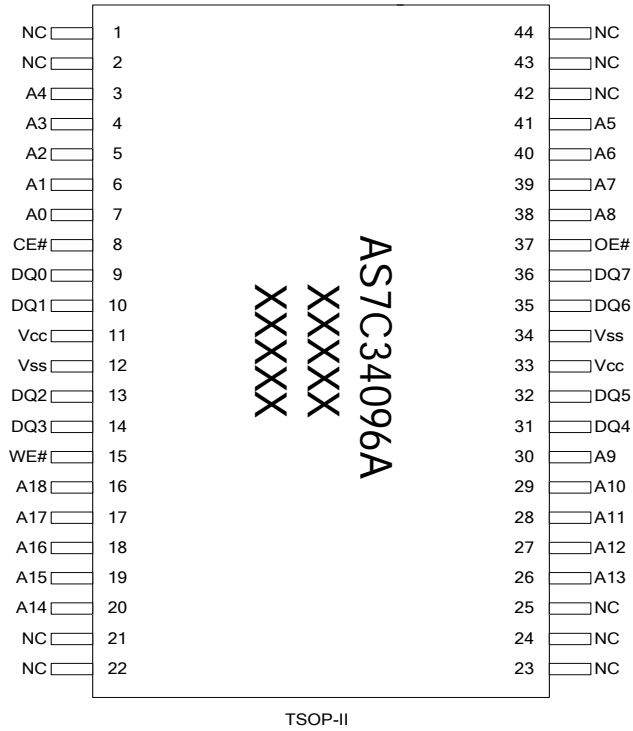 NC 1 44 NC
NC 2 43 NC
A4 3 42 NC
A3 4 41 A5
A2 5 40 A6
A1 6 39 A7
A0 7 38 A8
CE# 8 37 OE#
DQ0 9 36 DQ7
DQ1 10 35 DQ6
Vcc 11 34 Vss
Vss 12 33 Vcc
DQ2 13 32 DQ5
DQ3 14 31 DQ4
WE# 15 30 A9
A18 16 29 A10
A17 17 28 A11
A16 18 27 A12
A15 19 26 A13
A14 20 25 NC
NC 21 24 NC
NC 22 23 NC
AS7C34096A
XXXXX
XXXXX
TSOP-II